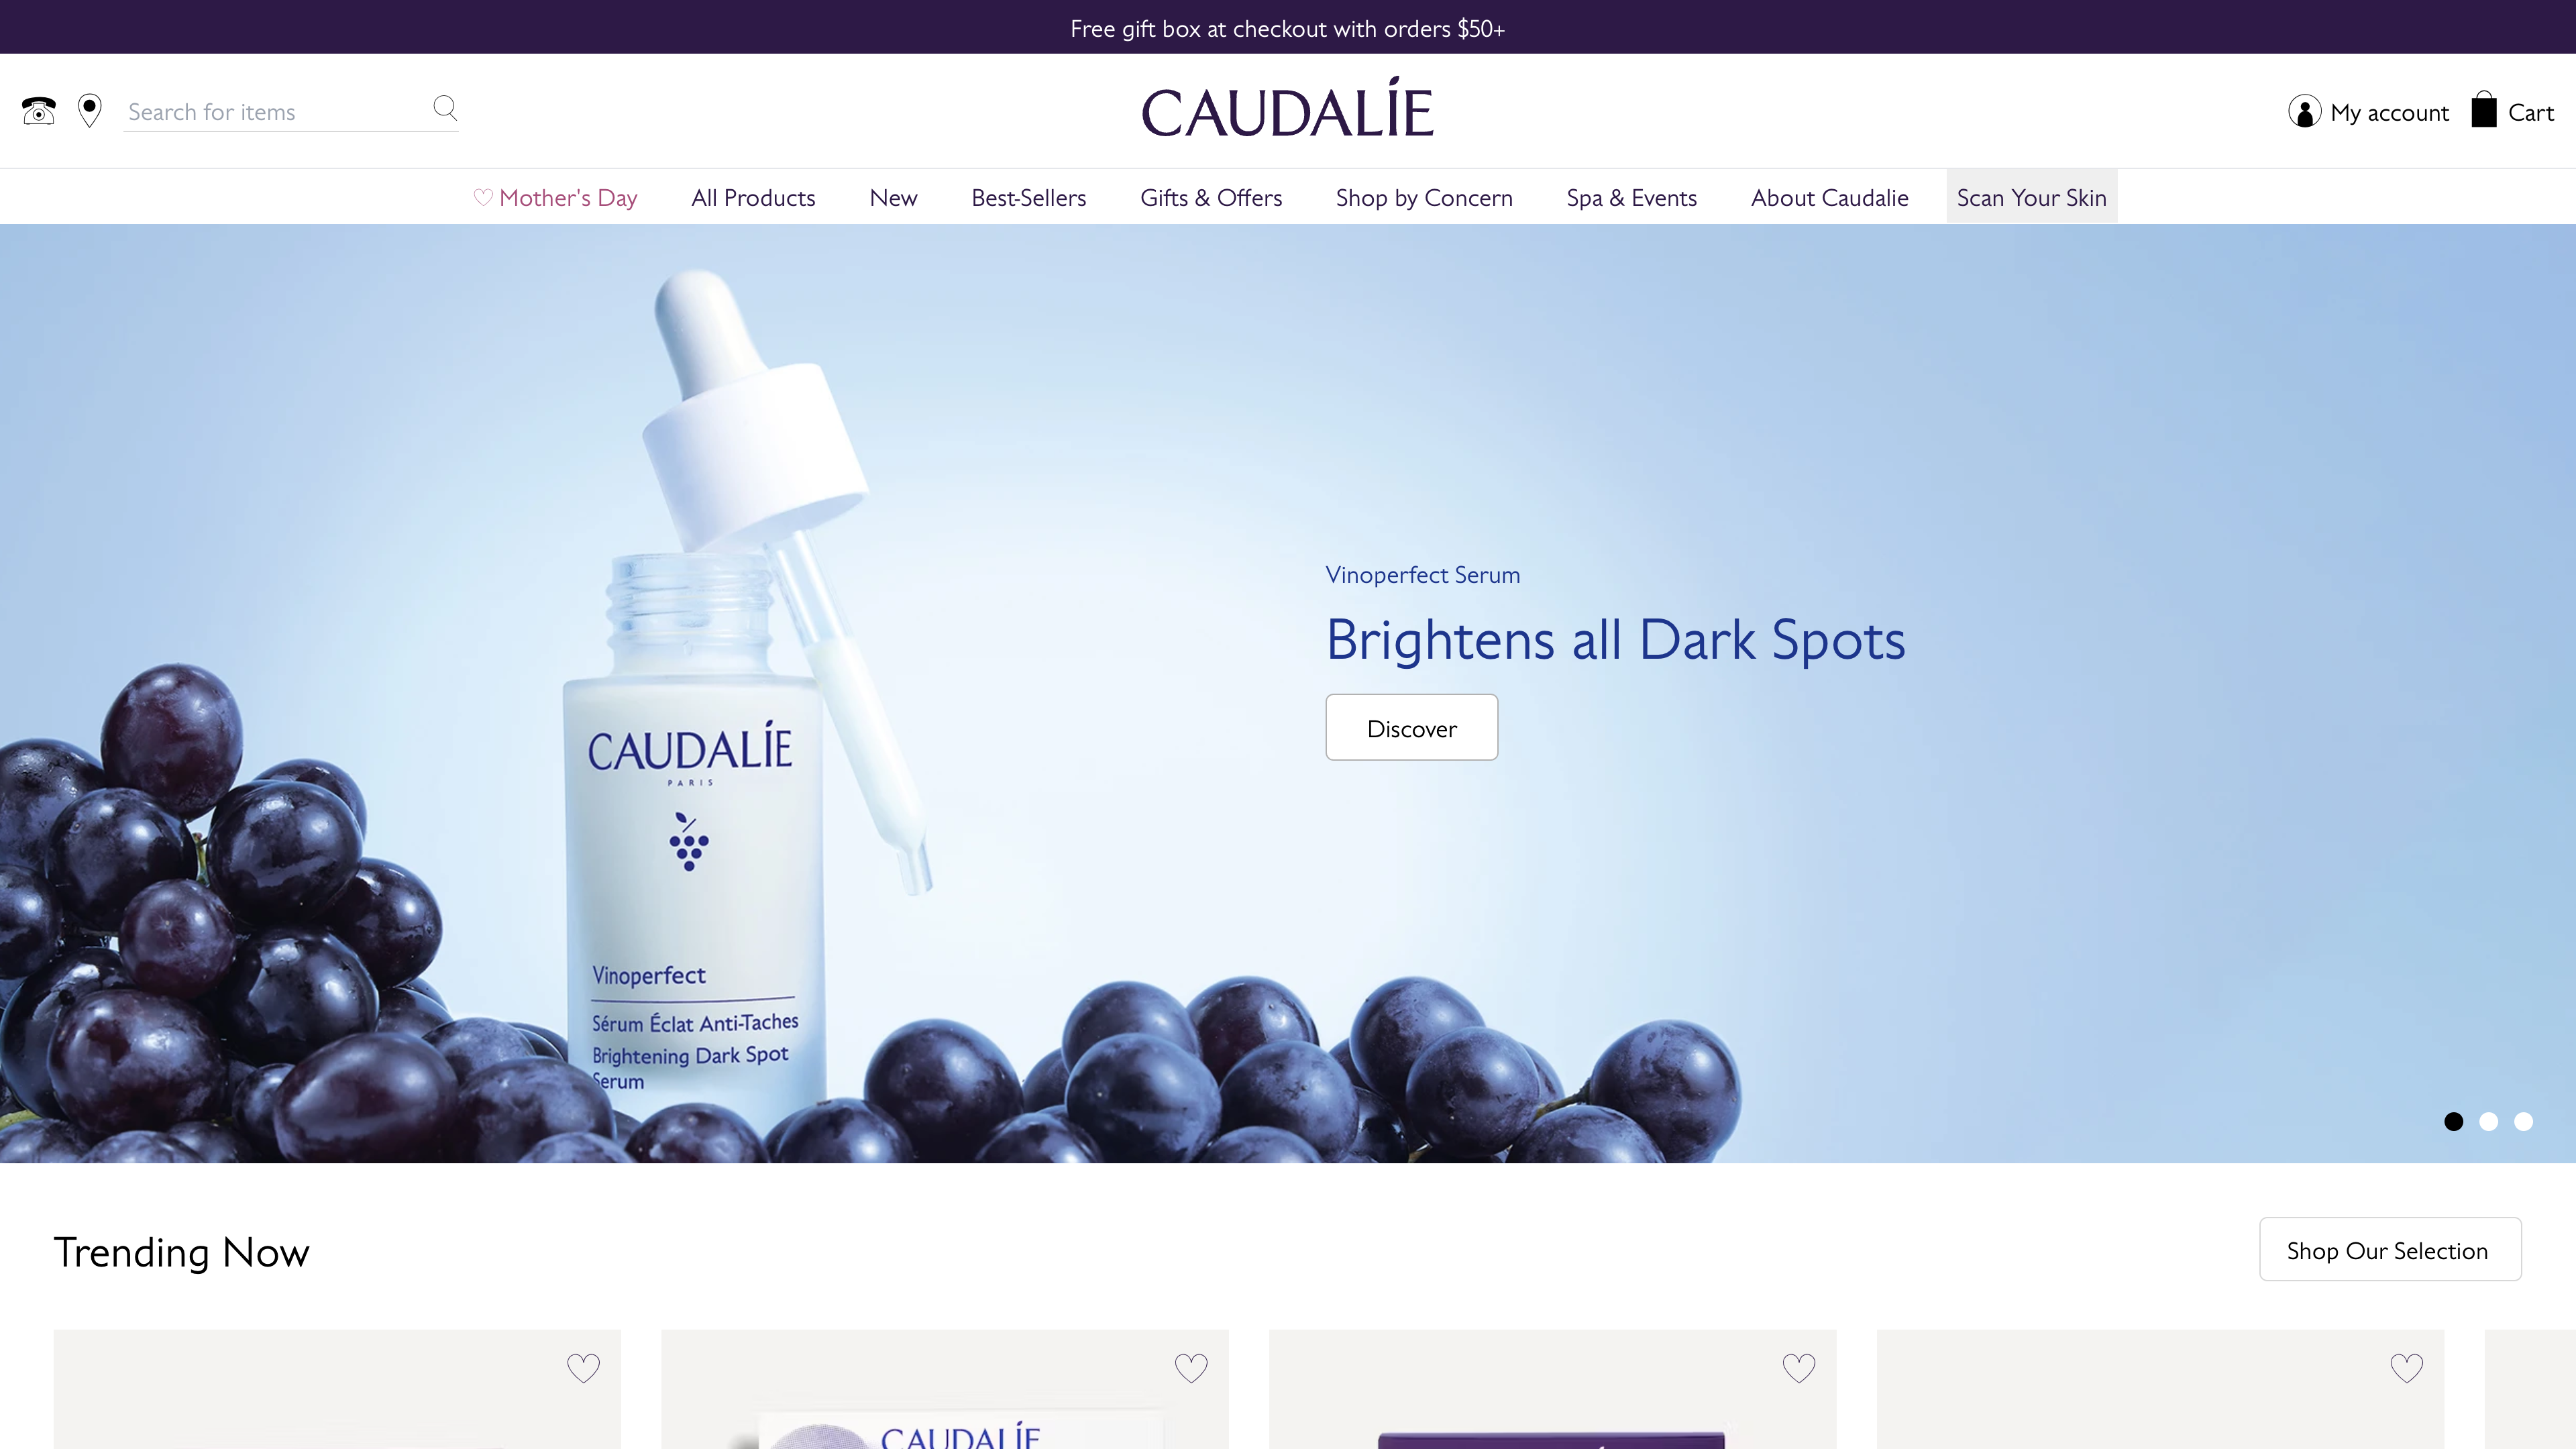 Free gift box at checkout with orders $50+
Search for items
CAUDALÍE
My account
Cart
♡ Mother's Day
All Products
New
Best-Sellers
Gifts & Offers
Shop by Concern
Spa & Events
About Caudalie
Scan Your Skin
CAUDALÍE
PARIS
Vinoperfect
Sérum Éclat Anti-Taches
Brightening Dark Spot
Serum
Vinoperfect Serum
Brightens all Dark Spots
Discover
Trending Now
Shop Our Selection
CAUDALÍE